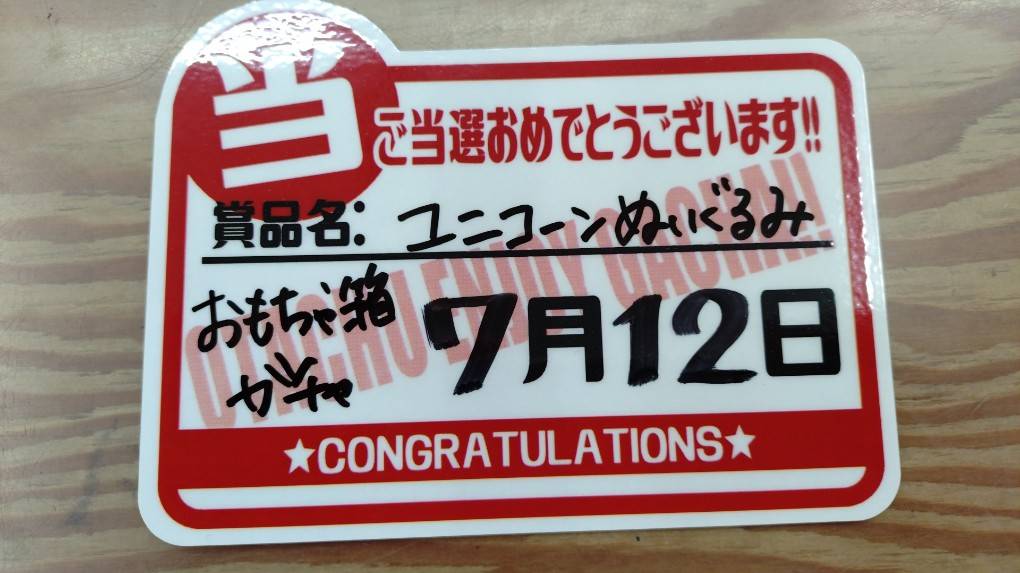 当
ご当選おめでとうございます!!
賞品名: ユニコーンぬいぐるみ
おもちゃ箱
ガチャ
7月12日
★CONGRATULATIONS★